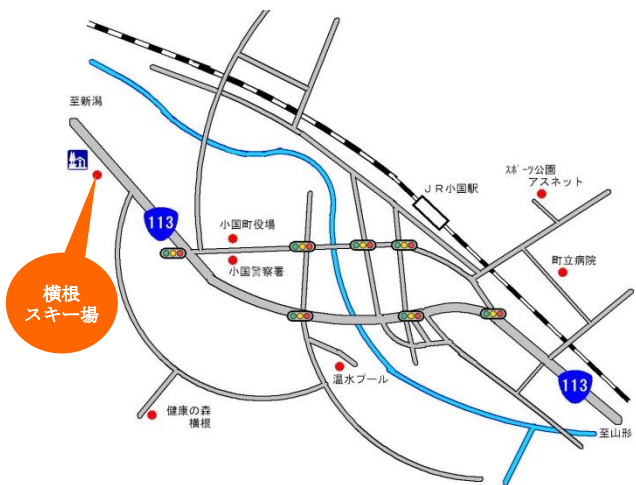 至新潟
113
小国町役場
小国警察署
JR小国駅
スポーツ公園
アスネット
町立病院
横根
スキー場
温水プール
健康の森
横根
113
至山形